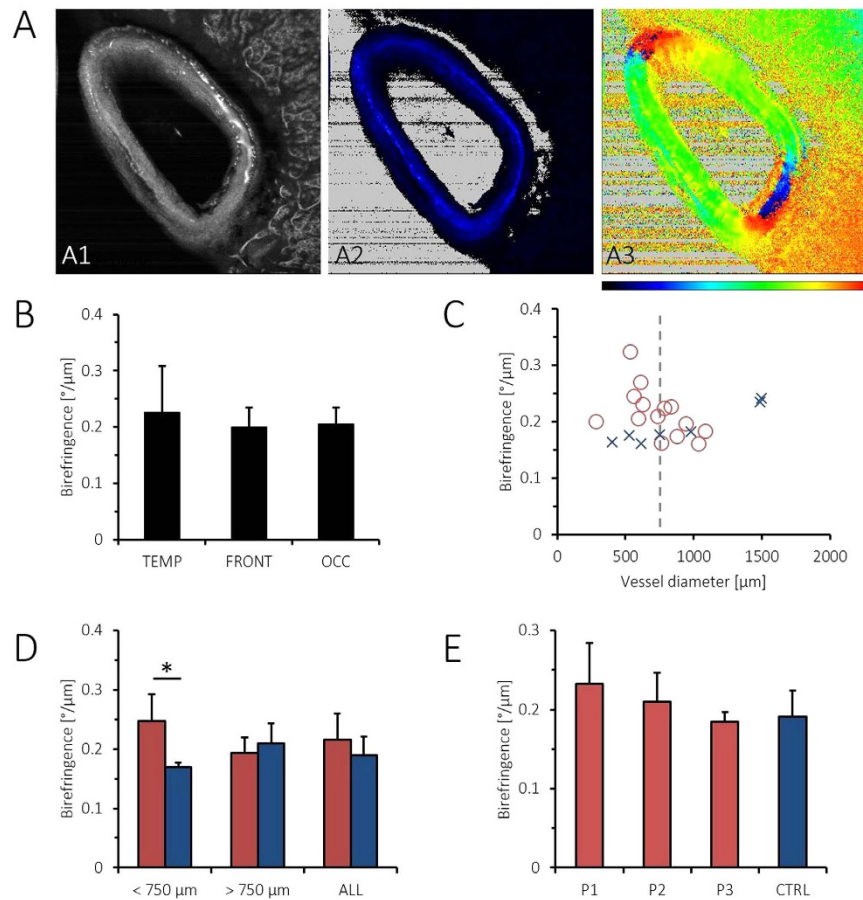 A
A1
A2
A3
B
Birefringence [°/µm]
0.4
0.3
0.2
0.1
0
TEMP FRONT OCC
C
Birefringence [°/µm]
0.4
0.3
0.2
0.1
0
0 500 1000 1500 2000
Vessel diameter [µm]
D
Birefringence [°/µm]
0.4
0.3
0.2
0.1
0
*
< 750 µm > 750 µm ALL
E
Birefringence [°/µm]
0.3
0.2
0.1
0
P1 P2 P3 CTRL